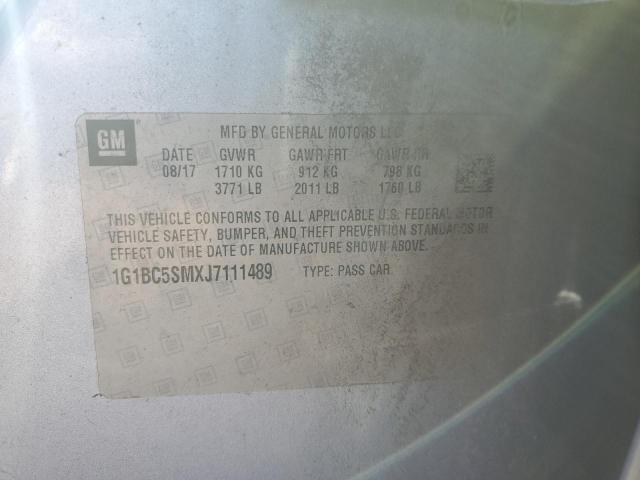 GM
MFD BY GENERAL MOTORS LLC
DATE GVWR GAWR FRT GAWR RR
08/17 1710 KG 912 KG 798 KG
3771 LB 2011 LB 1760 LB
THIS VEHICLE CONFORMS TO ALL APPLICABLE U.S. FEDERAL MOTOR
VEHICLE SAFETY, BUMPER, AND THEFT PREVENTION STANDARDS IN
EFFECT ON THE DATE OF MANUFACTURE SHOWN ABOVE.
1G1BC5SMXJ7111489 TYPE: PASS CAR